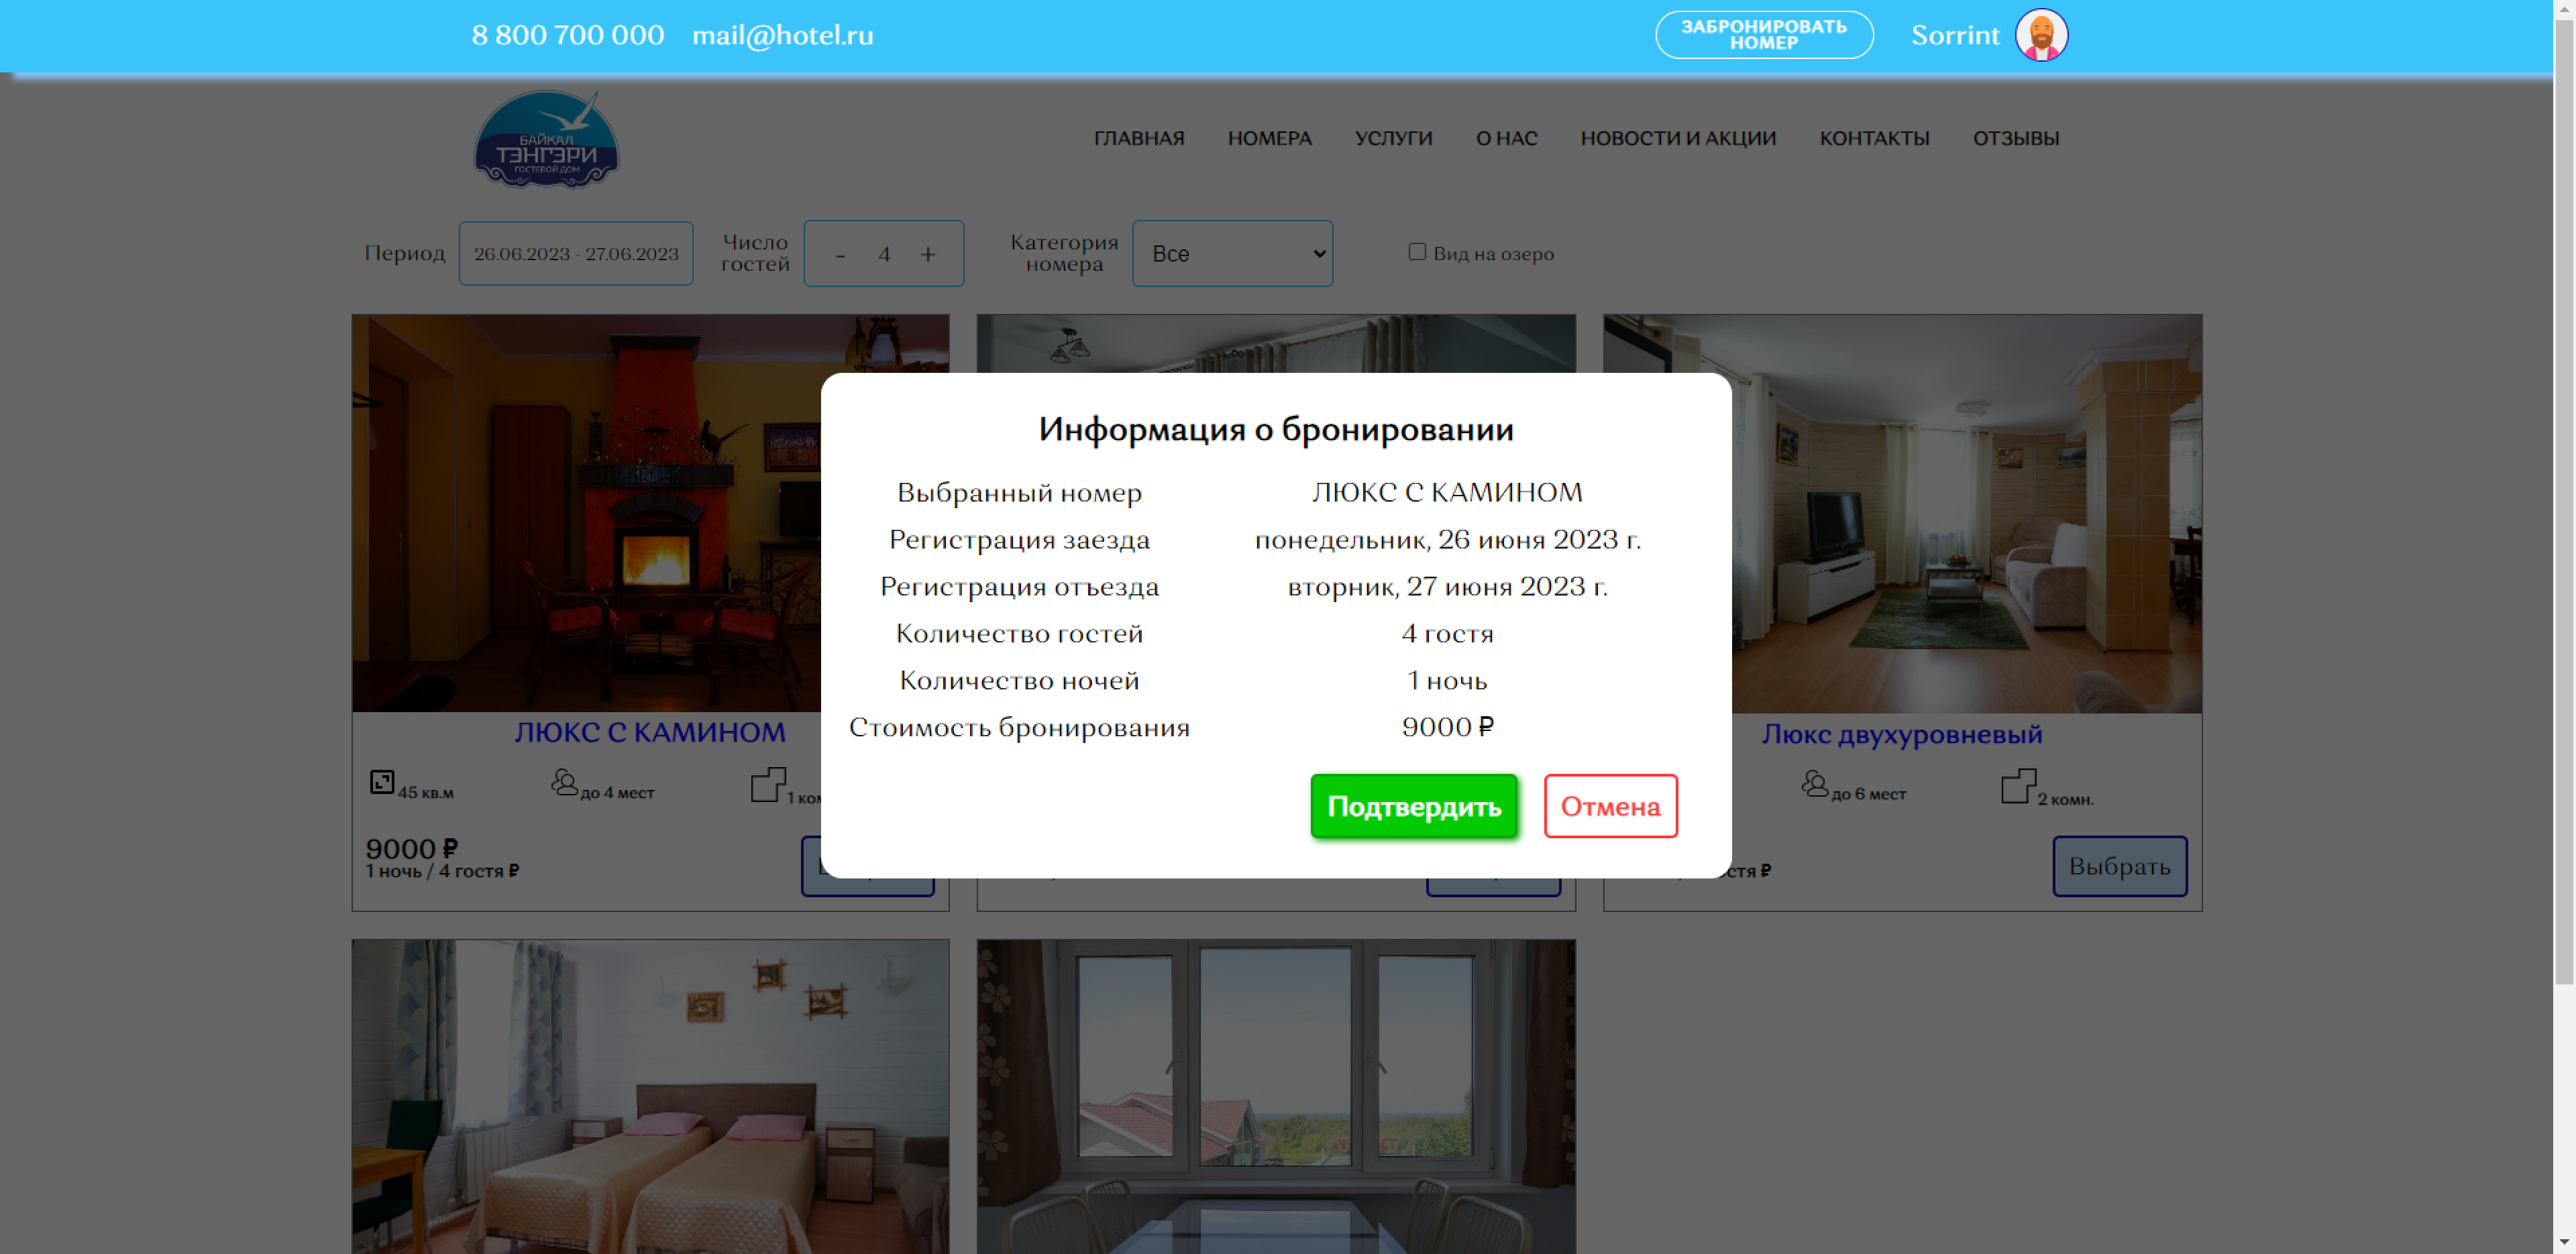 8 800 700 000 mail@hotel.ru
ЗАБРОНИРОВАТЬ
НОМЕР
Sorrint
БАЙКАЛ
ТЭНГЭРИ
ГОСТЕВОЙ ДОМ
ГЛАВНАЯ НОМЕРА УСЛУГИ О НАС НОВОСТИ И АКЦИИ КОНТАКТЫ ОТЗЫВЫ
Период
26.06.2023 - 27.06.2023
Число
гостей
- 4 +
Категория
номера
Все
Вид на озеро
Информация о бронировании
Выбранный номер ЛЮКС С КАМИНОМ
Регистрация заезда понедельник, 26 июня 2023 г.
Регистрация отъезда вторник, 27 июня 2023 г.
Количество гостей 4 гостя
Количество ночей 1 ночь
Стоимость бронирования 9000 ₽
Подтвердить Отмена
ЛЮКС С КАМИНОМ
45 кв.м до 4 мест 1
9000 ₽
1 ночь / 4 гостя ₽
Люкс двухуровневый
до 6 мест 2 комн.
₽
Выбрать